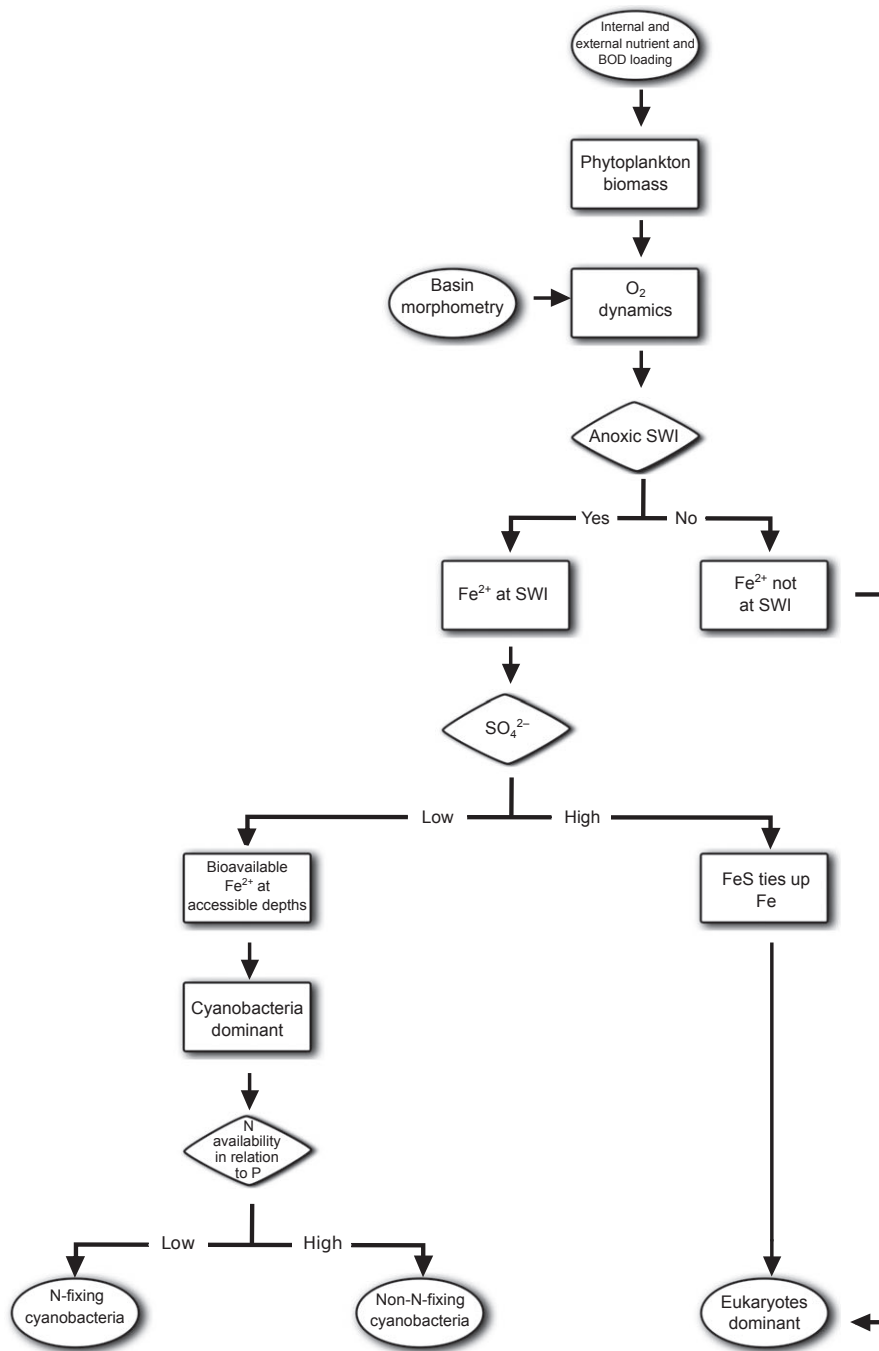 Internal and
external nutrient and
BOD loading
Phytoplankton
biomass
Basin
morphometry
O₂
dynamics
Anoxic SWI
Yes
No
Fe²⁺ at SWI
Fe²⁺ not
at SWI
SO₄²⁻
Low
High
Bioavailable
Fe²⁺ at
accessible depths
FeS ties up
Fe
Cyanobacteria
dominant
N
availability
in relation
to P
Low
High
N-fixing
cyanobacteria
Non-N-fixing
cyanobacteria
Eukaryotes
dominant